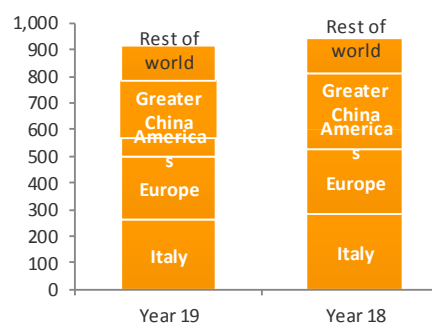 1,000
900
800
700
600
500
400
300
200
100
0
Rest of
world
Greater
China
America
s
Europe
Italy
Rest of
world
Greater
China
America
s
Europe
Italy
Year 19
Year 18